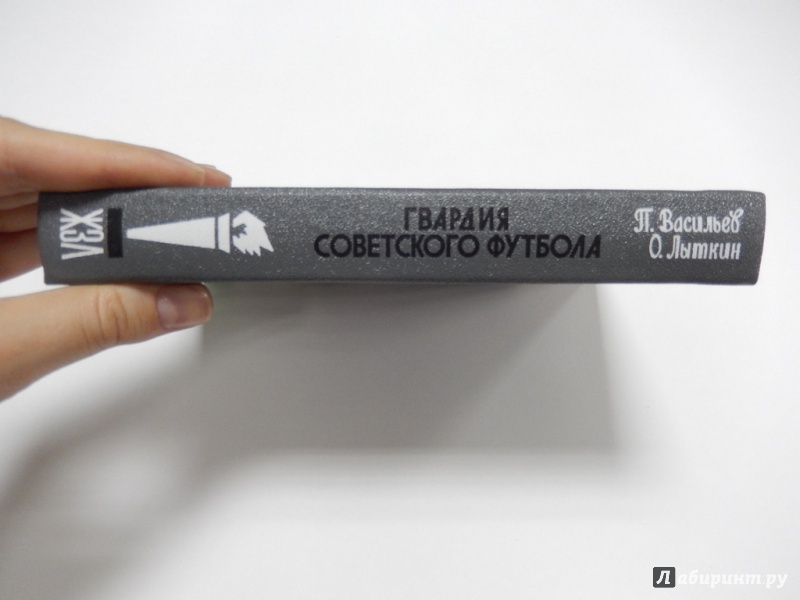 ЖЗЛ
ГВАРДИЯ
СОВЕТСКОГО ФУТБОЛА
П. Васильев
О. Лыткин
Лабиринт.ру